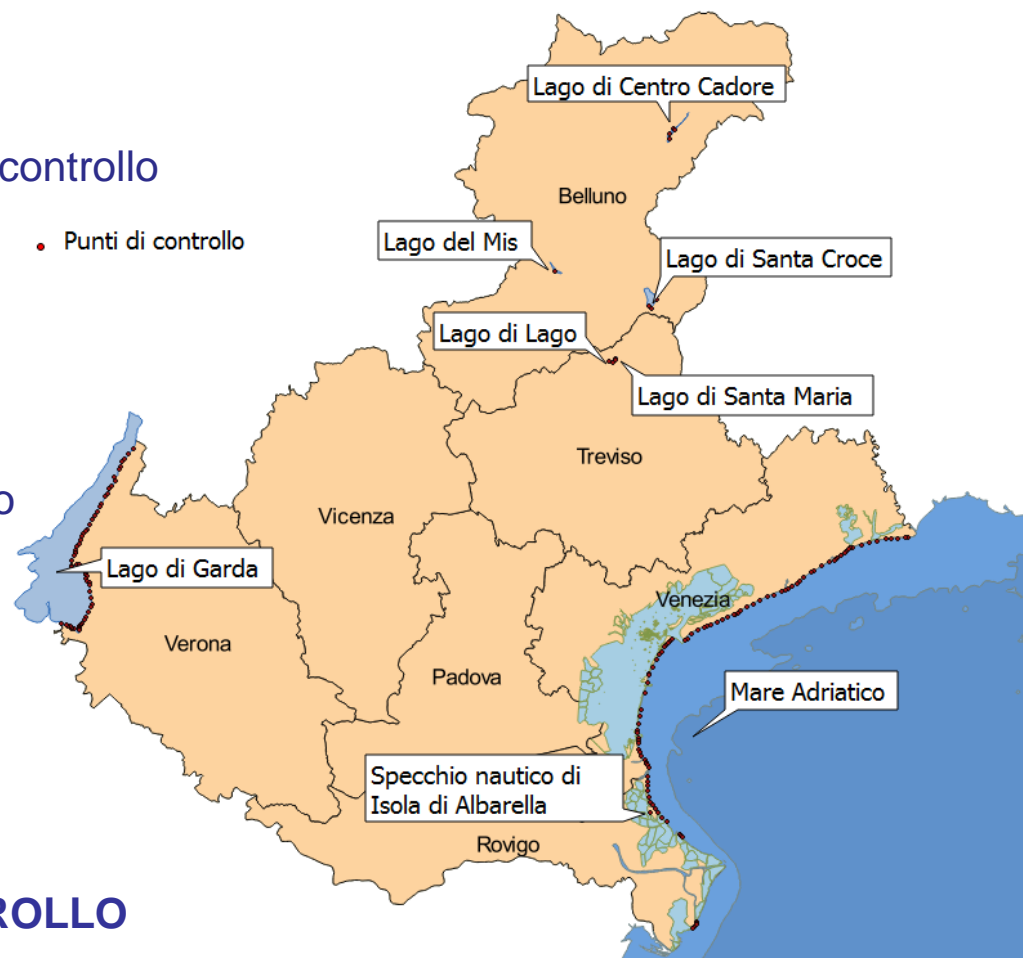 Lago di Centro Cadore
controllo
Belluno
Punti di controllo
Lago del Mis
Lago di Santa Croce
Lago di Lago
Lago di Santa Maria
Treviso
o
Vicenza
Lago di Garda
Venezia
Verona
Padova
Mare Adriatico
Specchio nautico di
Isola di Albarella
Rovigo
ROLLO